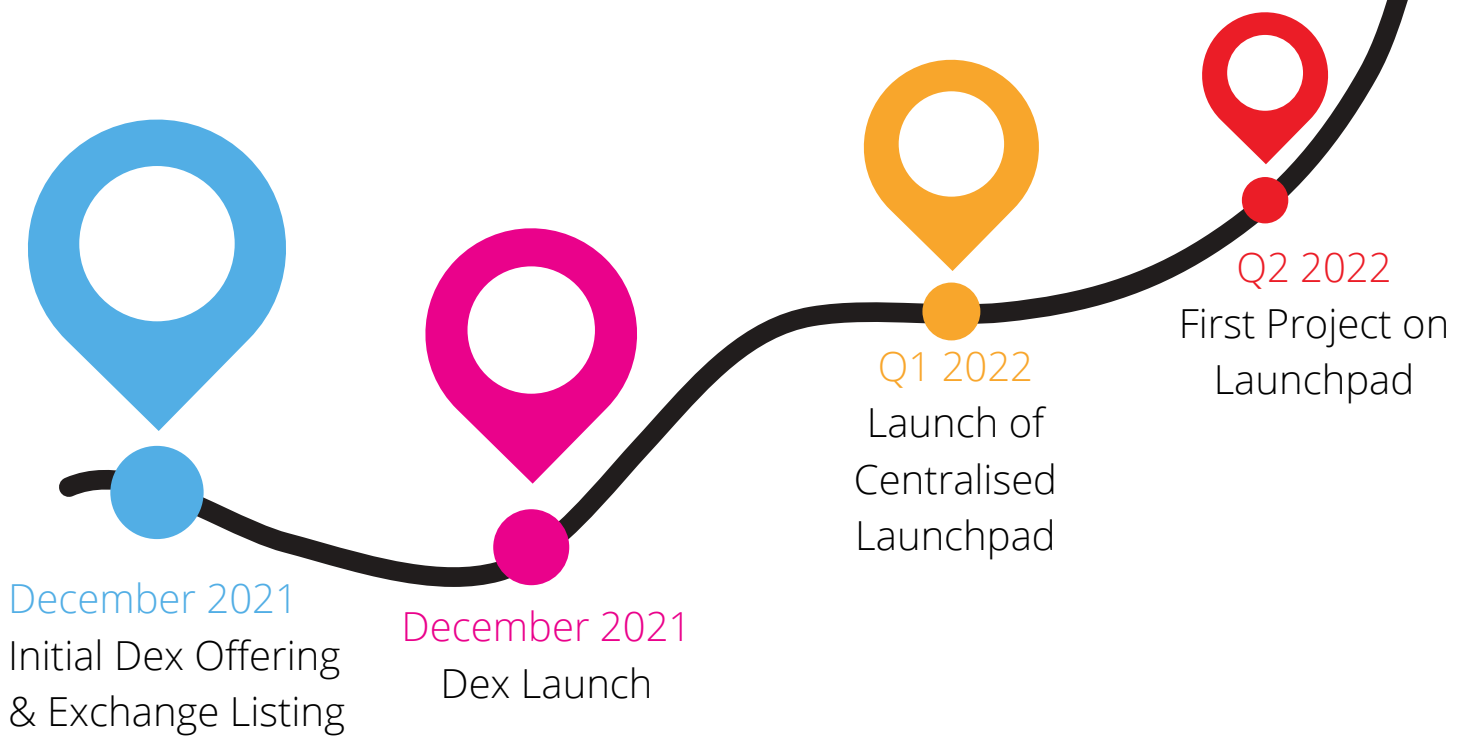 December 2021
Initial Dex Offering
& Exchange Listing
December 2021
Dex Launch
Q1 2022
Launch of
Centralised
Launchpad
Q2 2022
First Project on
Launchpad